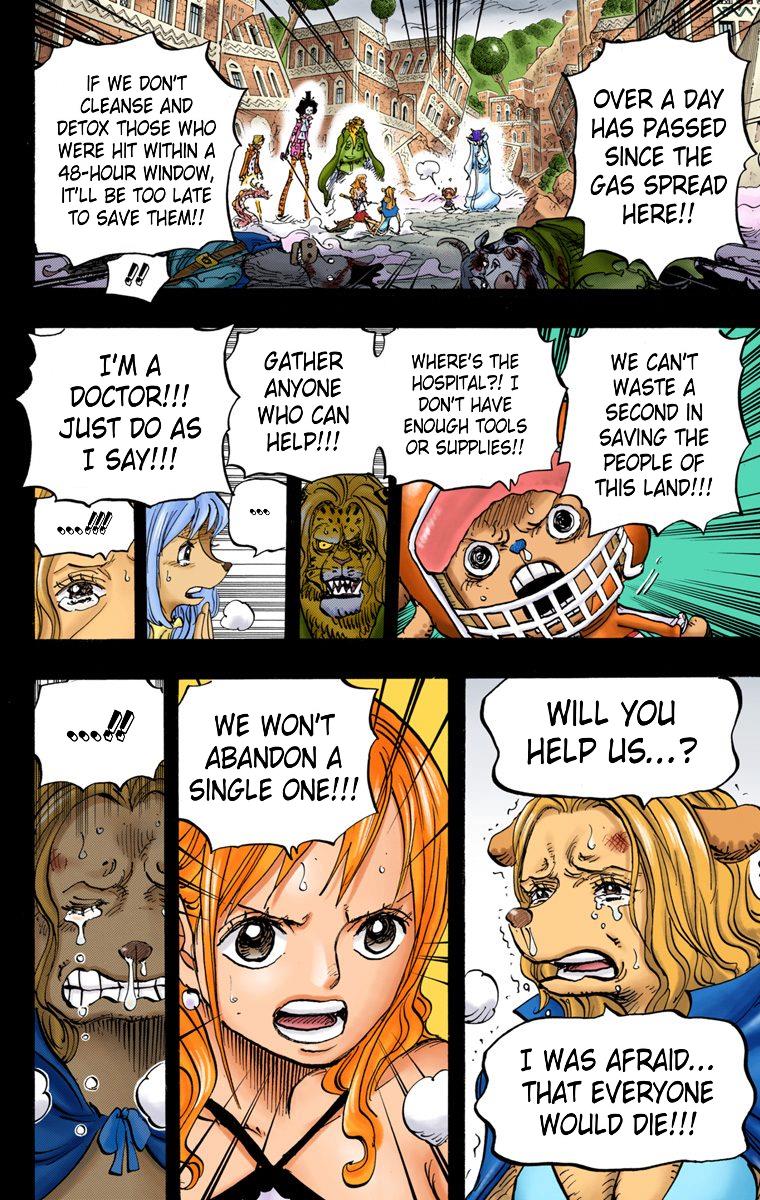 OVER A DAY
HAS PASSED
SINCE THE
GAS SPREAD
HERE!!
IF WE DON'T
CLEANSE AND
DETOX THOSE WHO
WERE HIT WITHIN A
48-HOUR WINDOW,
IT'LL BE TOO LATE
TO SAVE THEM!!
!!
WE CAN'T
WASTE A
SECOND IN
SAVING THE
PEOPLE OF
THIS LAND!!!
WHERE'S THE
HOSPITAL?! I
DON'T HAVE
ENOUGH TOOLS
OR SUPPLIES!!
GATHER
ANYONE
WHO CAN
HELP!!!
...
I'M A
DOCTOR!!!
JUST DO AS
I SAY!!!
...!!!
WILL YOU
HELP US...?
I WAS AFRAID...
THAT EVERYONE
WOULD DIE!!!
WE WON'T
ABANDON A
SINGLE ONE!!!
...!!